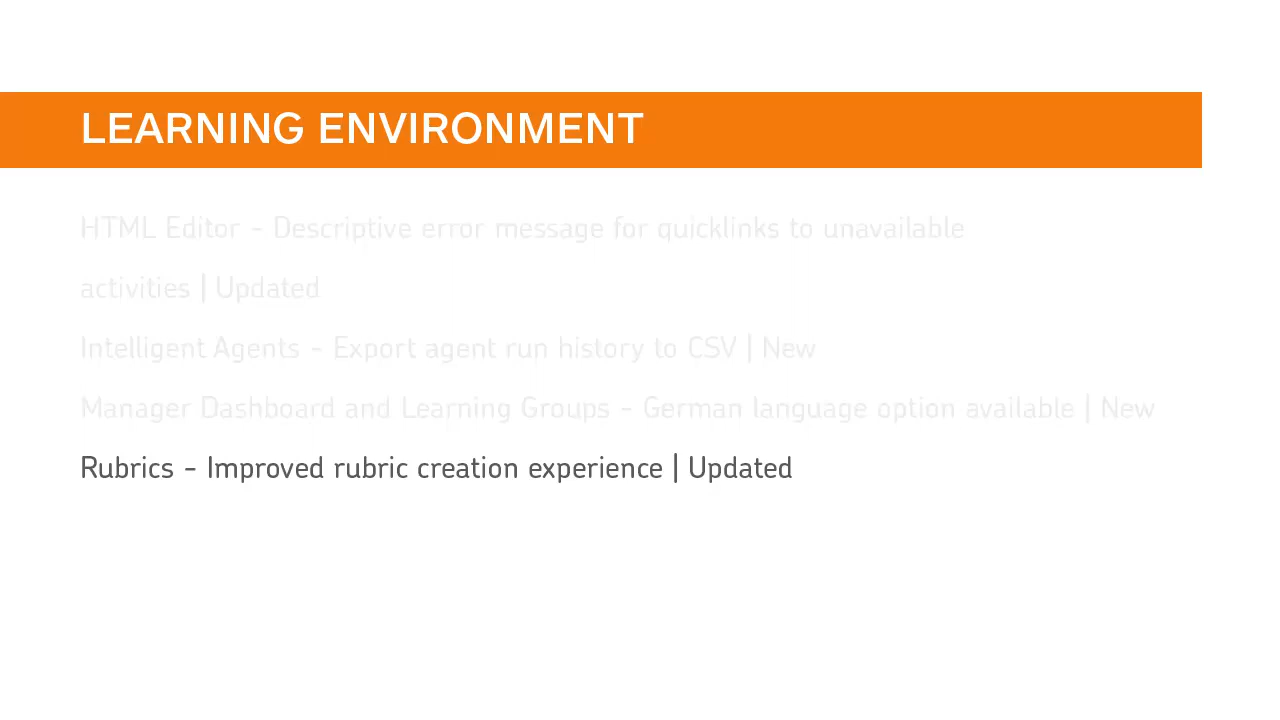 LEARNING ENVIRONMENT
HTML Editor - Descriptive error message for quicklinks to unavailable
activities | Updated
Intelligent Agents - Export agent run history to CSV | New
Manager Dashboard and Learning Groups - German language option available | New
Rubrics - Improved rubric creation experience | Updated